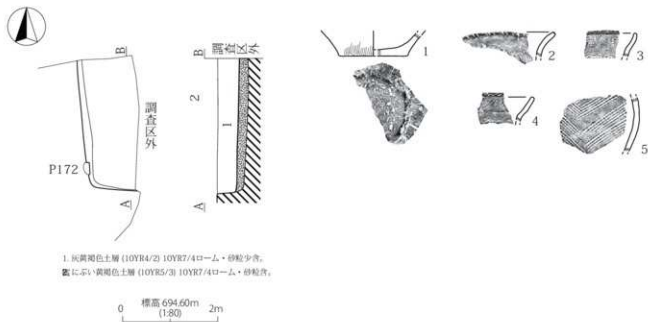 B
調査区外
P172
A
B
調査区外
2
1
A
1
2
3
4
5
1. 灰黄褐色土層 (10YR4/2) 10YR7/4ローム・砂粒少含。
2. にぶい黄褐色土層 (10YR5/3) 10YR7/4ローム・砂粒含。
標高 694.60m
0 (1:80) 2m